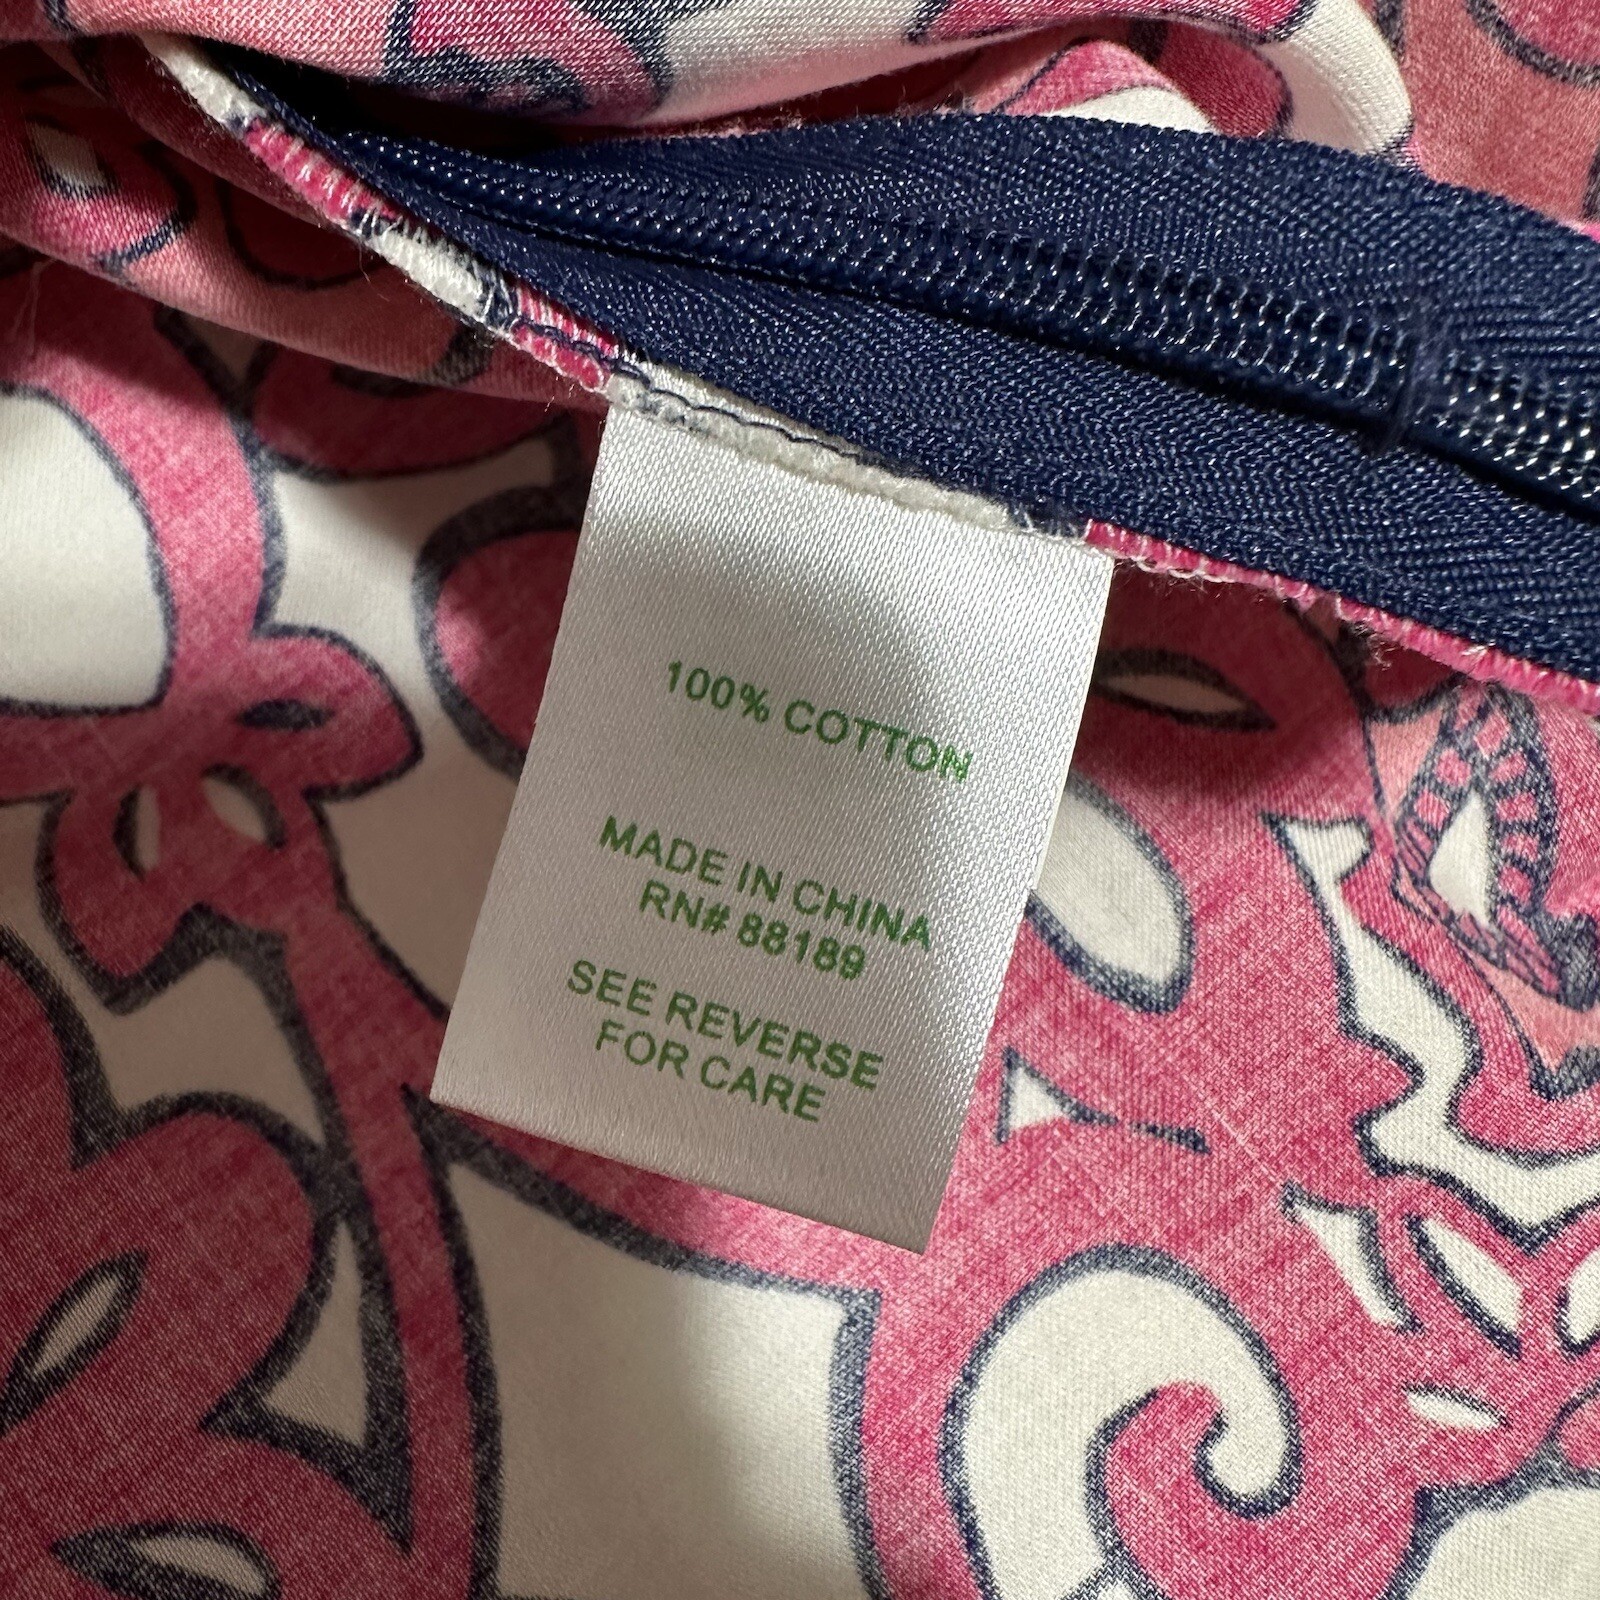 100% COTTON
MADE IN CHINA
RN# 88189
SEE REVERSE
FOR CARE